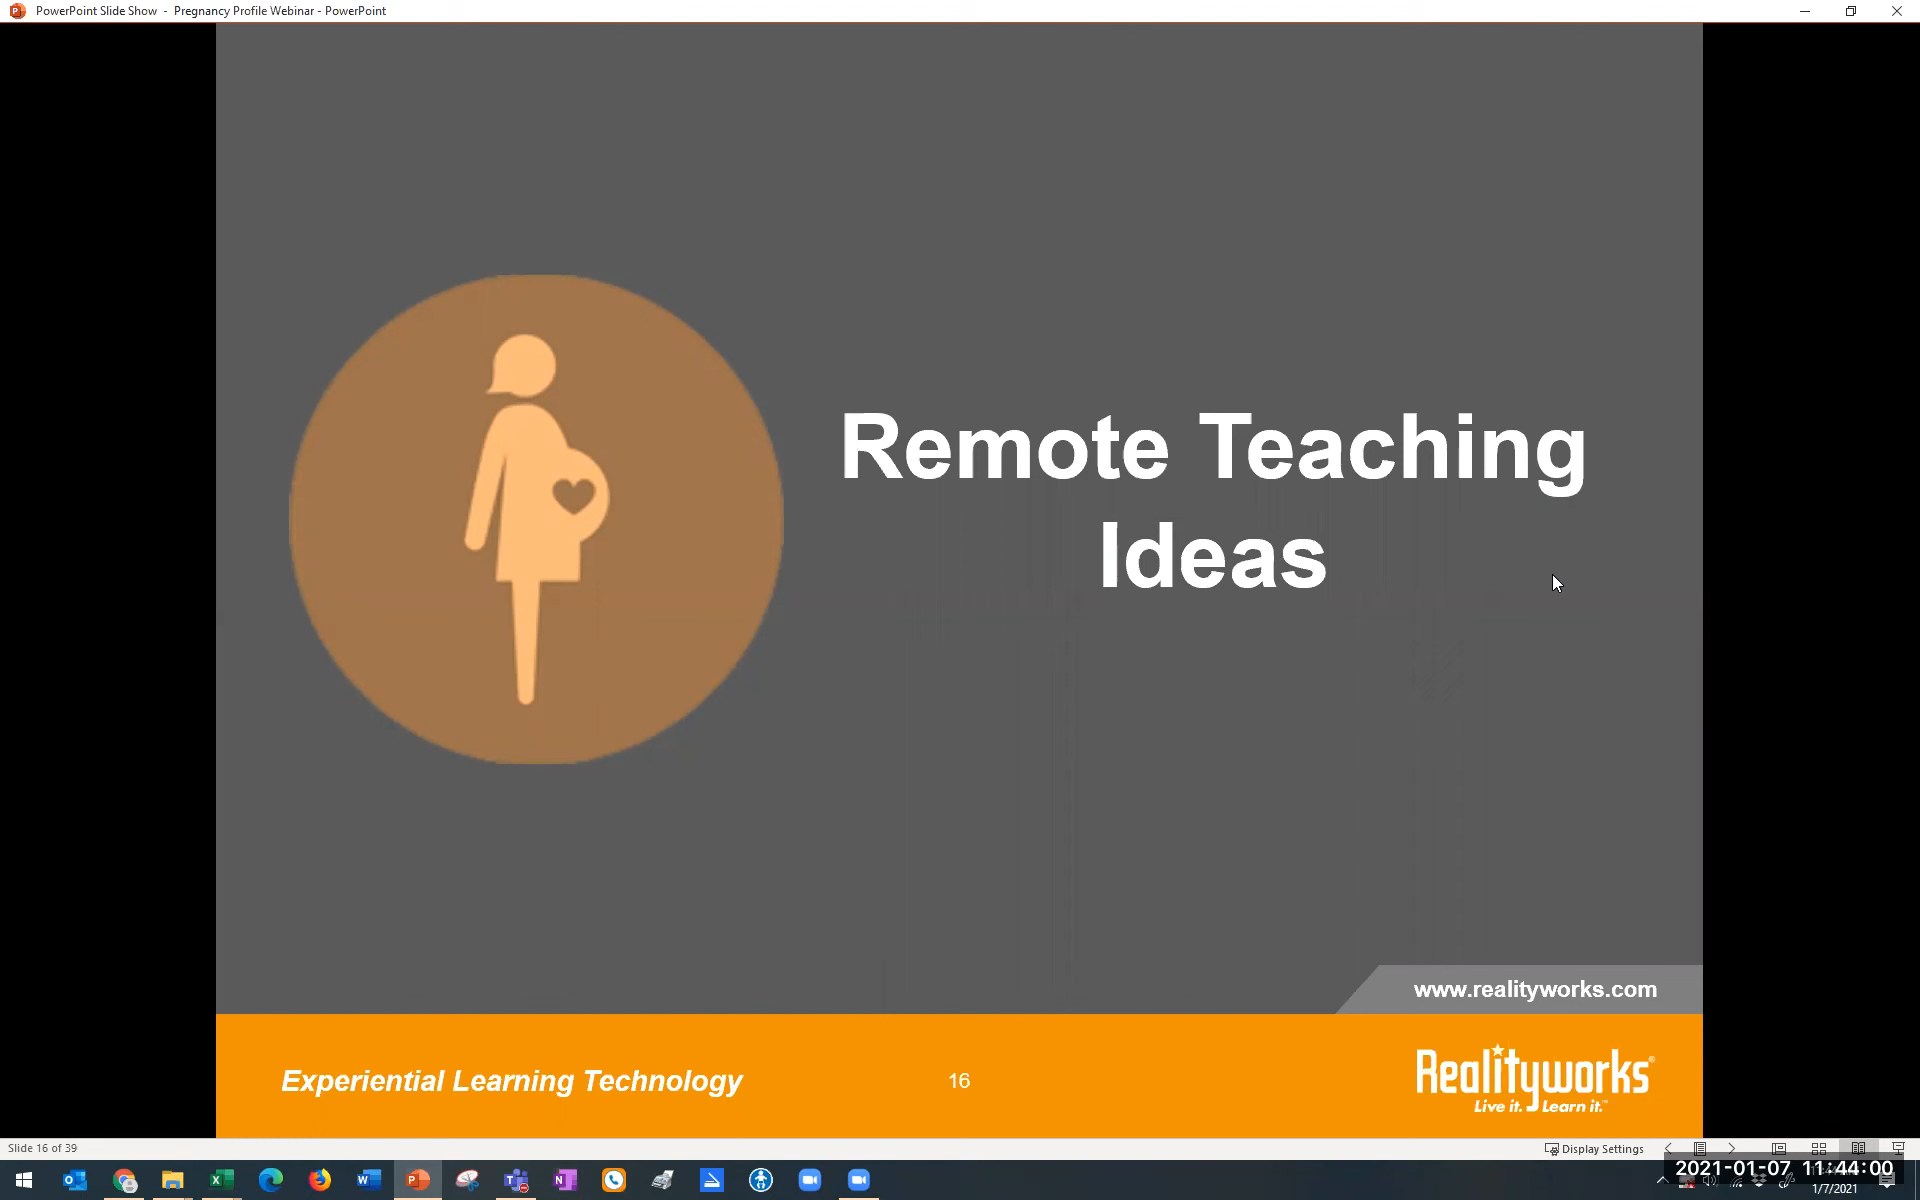 PowerPoint Slide Show - Pregnancy Profile Webinar - PowerPoint
Remote Teaching
Ideas
www.realityworks.com
Experiential Learning Technology
16
Realityworks®
Live it. Learn it.™
Slide 16 of 39
Display Settings
2021-01-07 11:44:00
1/7/2021